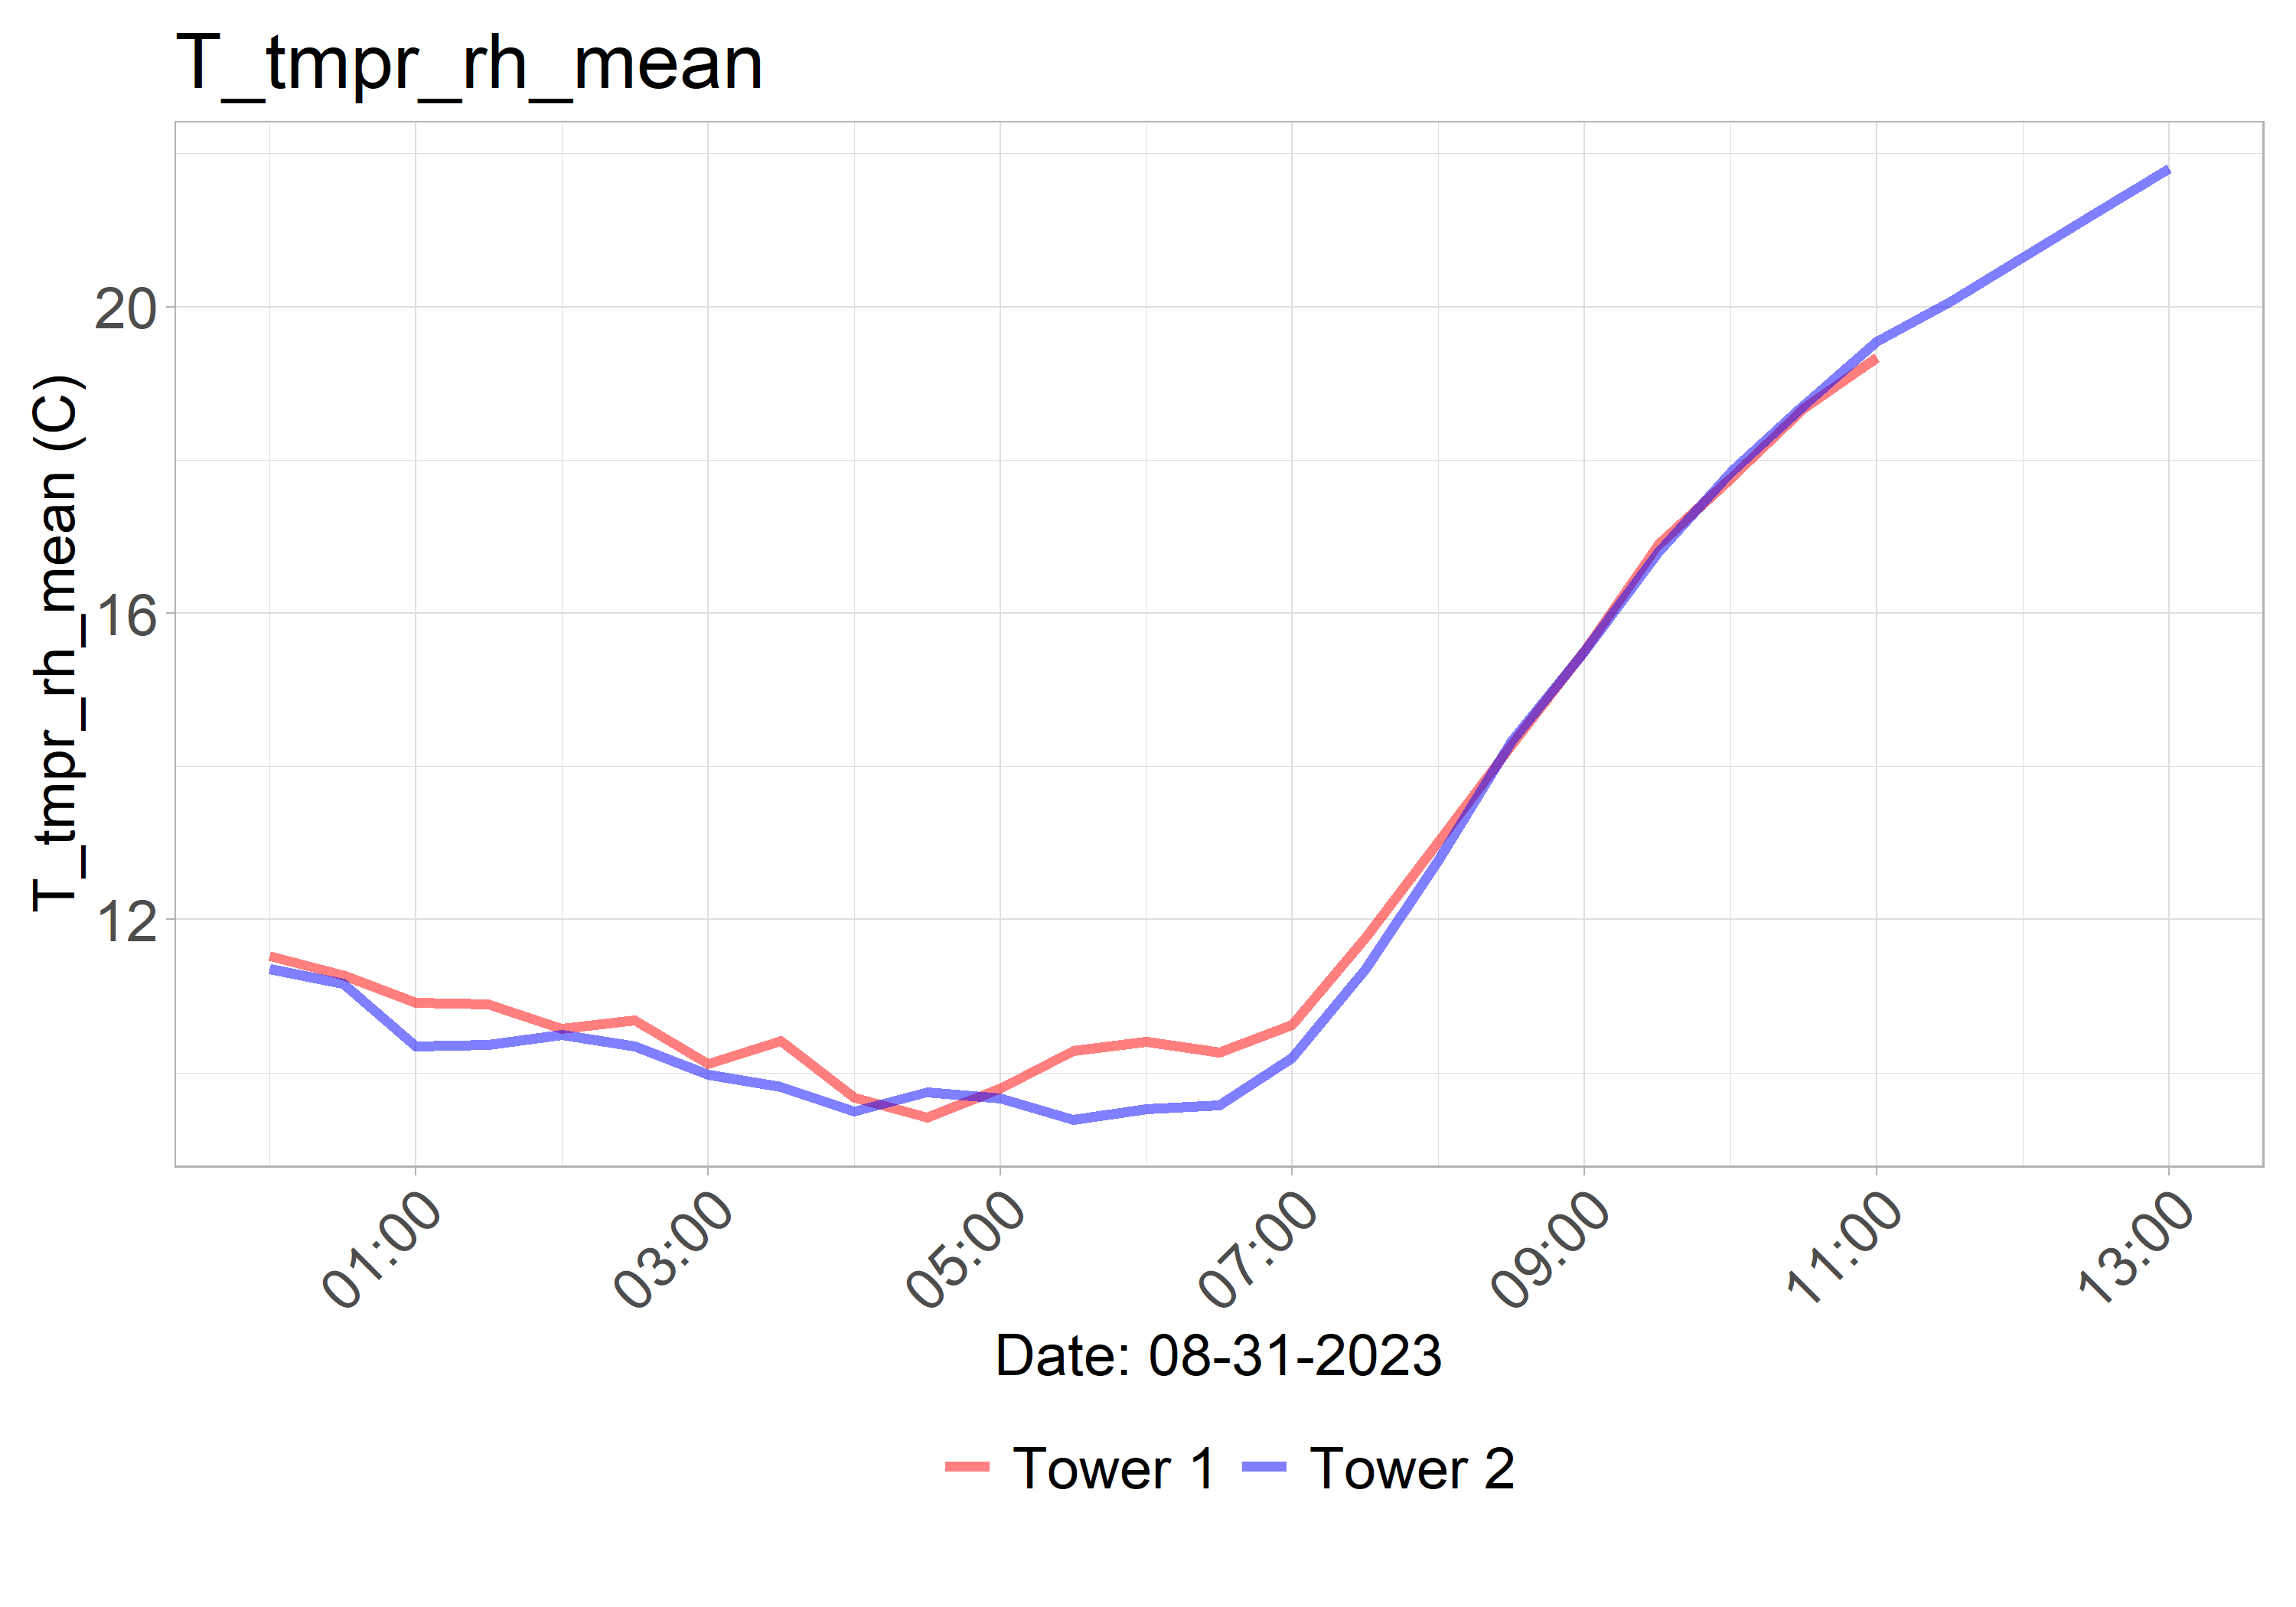 T_tmpr_rh_mean
T_tmpr_rh_mean (C)
20
16
12
01:00
03:00
05:00
07:00
09:00
11:00
13:00
Date: 08-31-2023
Tower 1
Tower 2